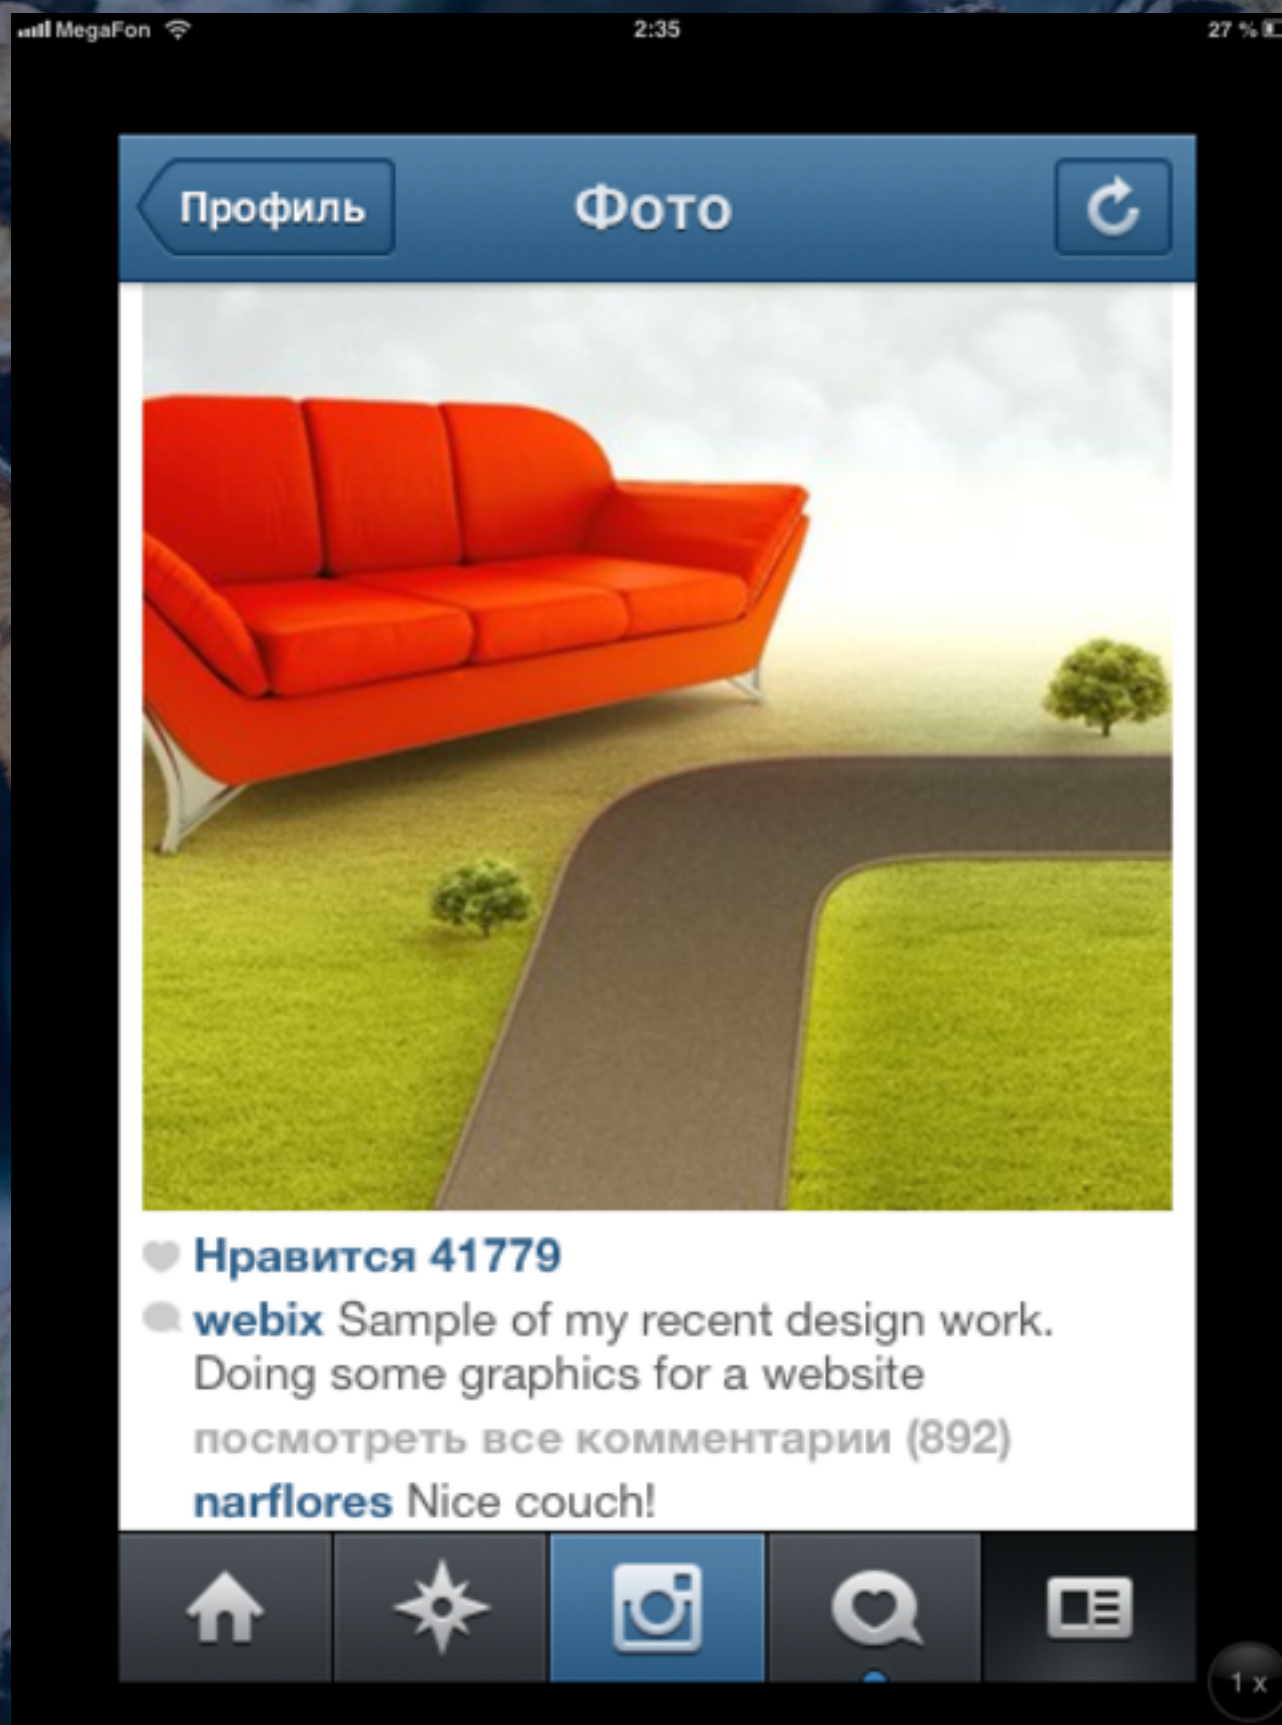 MegaFon 2:35 27 %
Профиль Фото
Нравится 41779
webix Sample of my recent design work.
Doing some graphics for a website
посмотреть все комментарии (892)
narflores Nice couch!
1 x